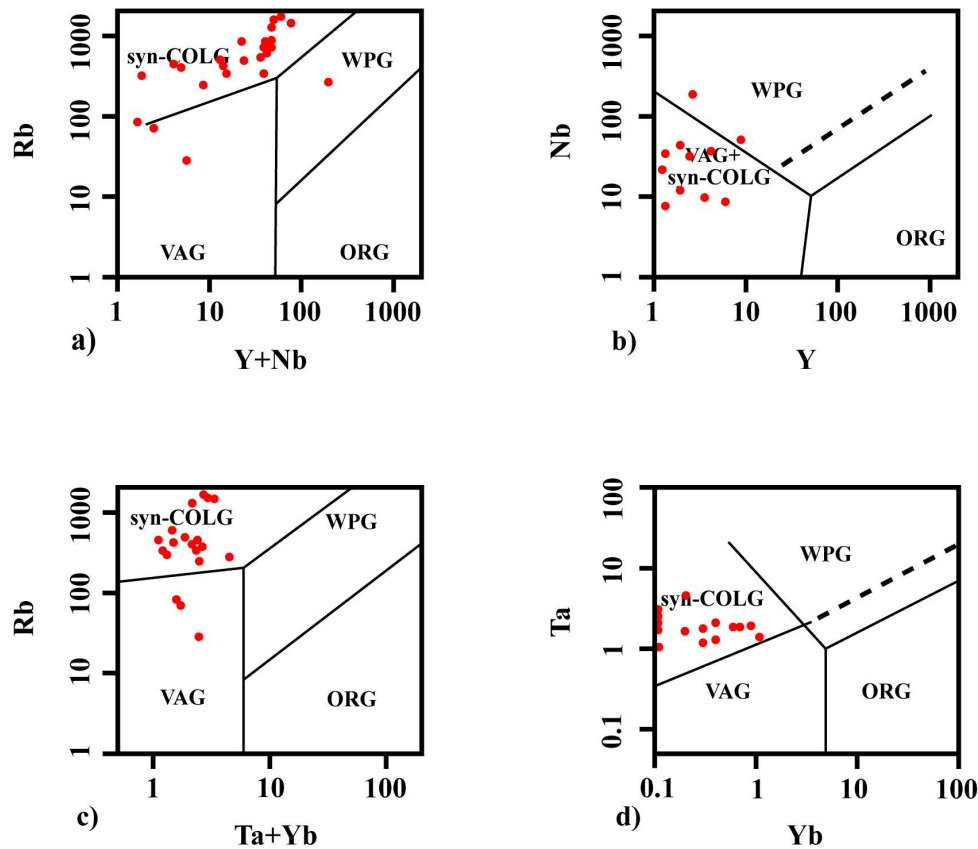 Rb
1000
100
10
1
syn-COLG
WPG
VAG
ORG
1
10
100
1000
a)
Y+Nb
Nb
1000
100
10
1
WPG
VAG+
syn-COLG
ORG
1
10
100
1000
b)
Y
Rb
1000
100
10
1
syn-COLG
WPG
VAG
ORG
1
10
100
c)
Ta+Yb
Ta
100
10
1
0.1
WPG
syn-COLG
VAG
ORG
0.1
1
10
100
d)
Yb